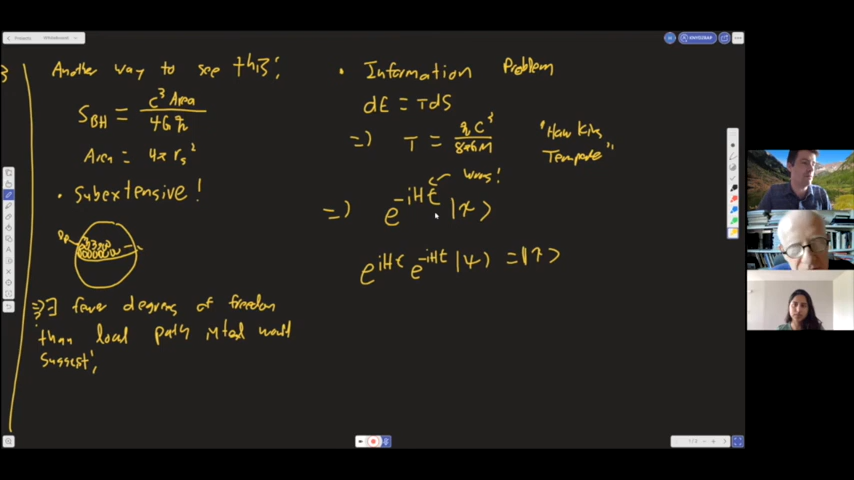 Another way to see this:
S_BH = c³ Area / 4Għ
Area = 4π r_s²
• Subextensive!
⇒ ∃ fewer degrees of freedom
than local path integral would
suggest!
• Information Problem
dE = TdS
⇒ T = ħc³ / 8πGM
"Hawking
Temperature"
wrong!
⇒ e^{-iHt} |ψ⟩
e^{iHt} e^{-iHt} |ψ⟩ = |ψ⟩